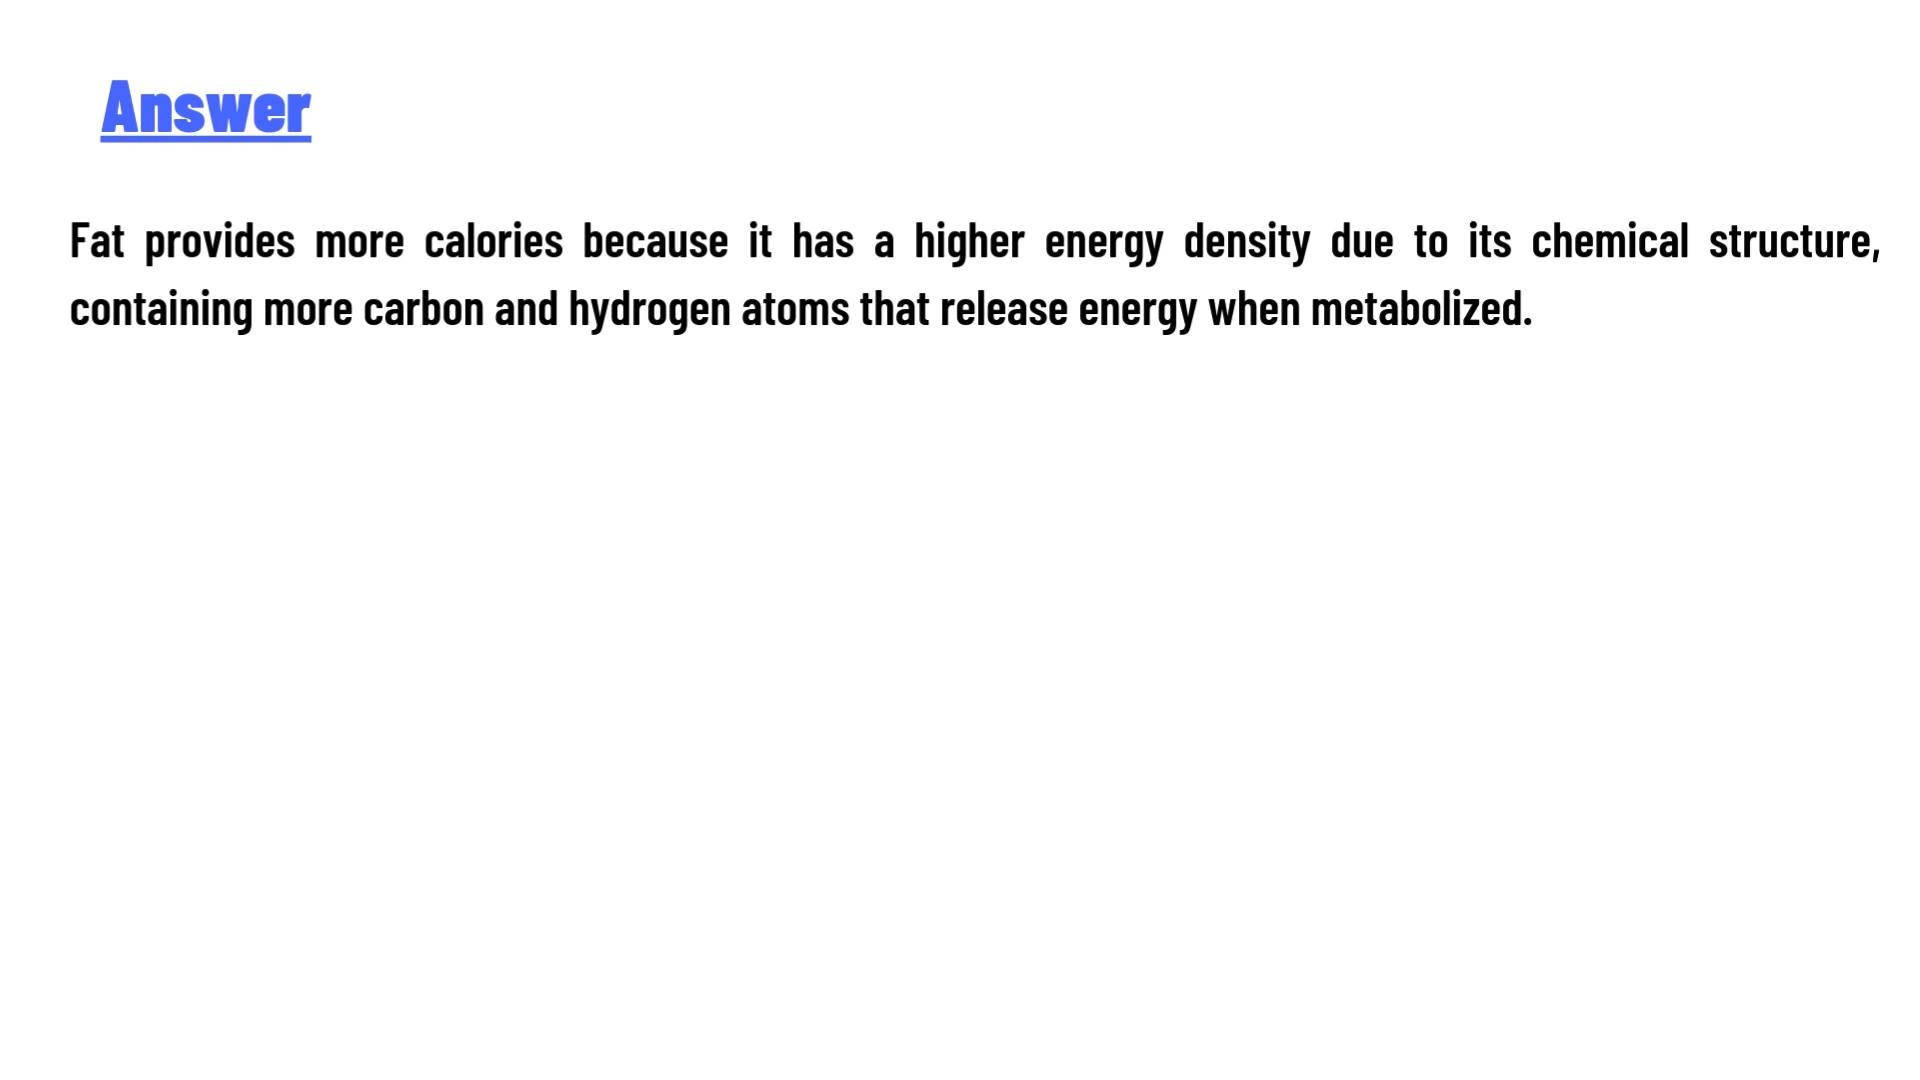 Answer
Fat provides more calories because it has a higher energy density due to its chemical structure,
containing more carbon and hydrogen atoms that release energy when metabolized.